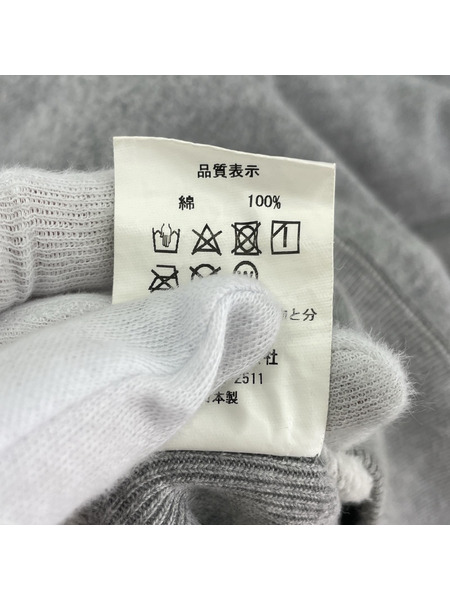 品質表示
綿 100%
と分
社
2511
本製